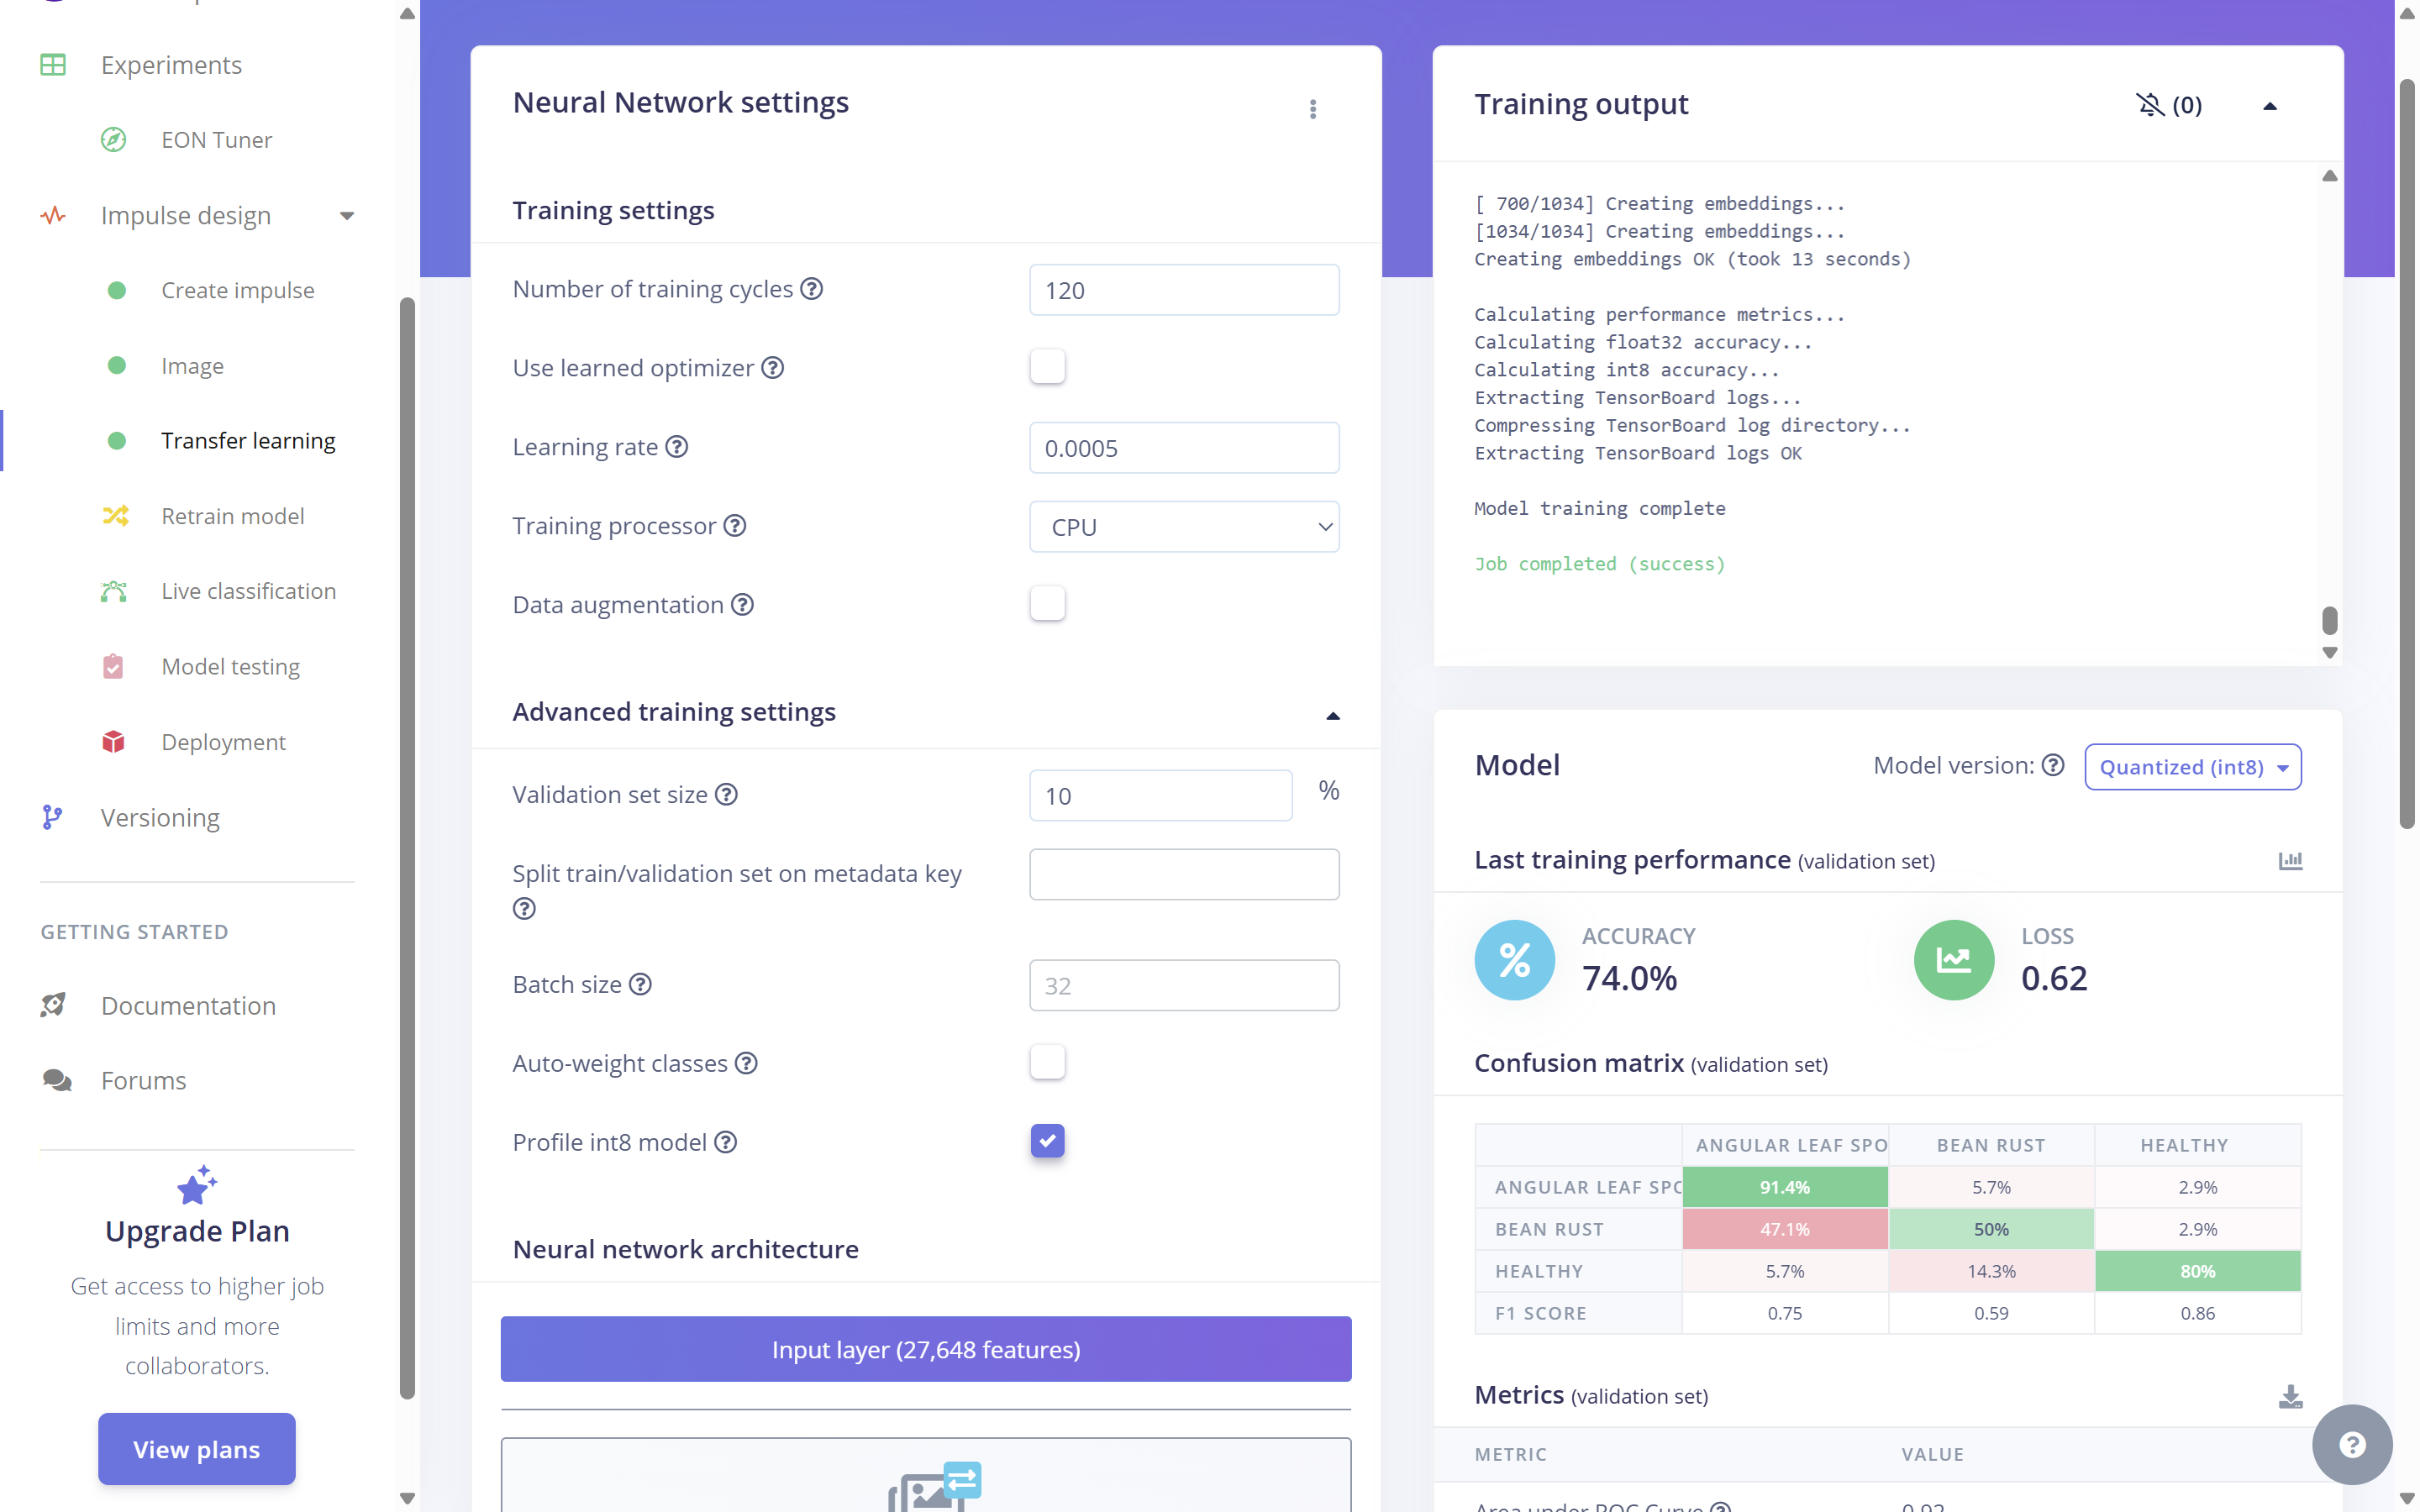 Experiments
EON Tuner
Impulse design
Create impulse
Image
Transfer learning
Retrain model
Live classification
Model testing
Deployment
Versioning
GETTING STARTED
Documentation
Forums
Upgrade Plan
Get access to higher job
limits and more
collaborators.
View plans
Neural Network settings
Training settings
Number of training cycles
120
Use learned optimizer
Learning rate
0.0005
Training processor
CPU
Data augmentation
Advanced training settings
Validation set size
10 %
Split train/validation set on metadata key
Batch size
32
Auto-weight classes
Profile int8 model
Neural network architecture
Input layer (27,648 features)
Training output
(0)
[ 700/1034] Creating embeddings...
[1034/1034] Creating embeddings...
Creating embeddings OK (took 13 seconds)
Calculating performance metrics...
Calculating float32 accuracy...
Calculating int8 accuracy...
Extracting TensorBoard logs...
Compressing TensorBoard log directory...
Extracting TensorBoard logs OK
Model training complete
Job completed (success)
Model
Model version:
Quantized (int8)
Last training performance (validation set)
% ACCURACY
74.0%
LOSS
0.62
Confusion matrix (validation set)
ANGULAR LEAF SPO BEAN RUST HEALTHY
ANGULAR LEAF SPO 91.4% 5.7% 2.9%
BEAN RUST 47.1% 50% 2.9%
HEALTHY 5.7% 14.3% 80%
F1 SCORE 0.75 0.59 0.86
Metrics (validation set)
METRIC VALUE
Area under ROC Curve 0.92